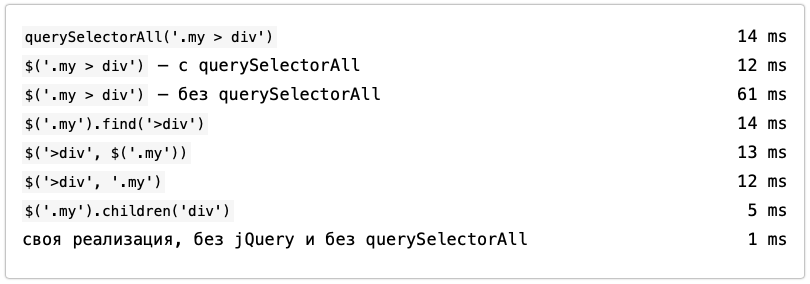 querySelectorAll('.my > div') 14 ms
$('.my > div') — с querySelectorAll 12 ms
$('.my > div') — без querySelectorAll 61 ms
$('.my').find('>div') 14 ms
$('>div', $('.my')) 13 ms
$('>div', '.my') 12 ms
$('.my').children('div') 5 ms
своя реализация, без jQuery и без querySelectorAll 1 ms